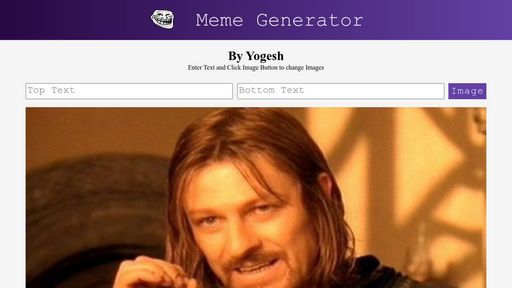 Meme Generator
By Yogesh
Enter Text and Click Image Button to change Images
Top Text
Bottom Text
Image